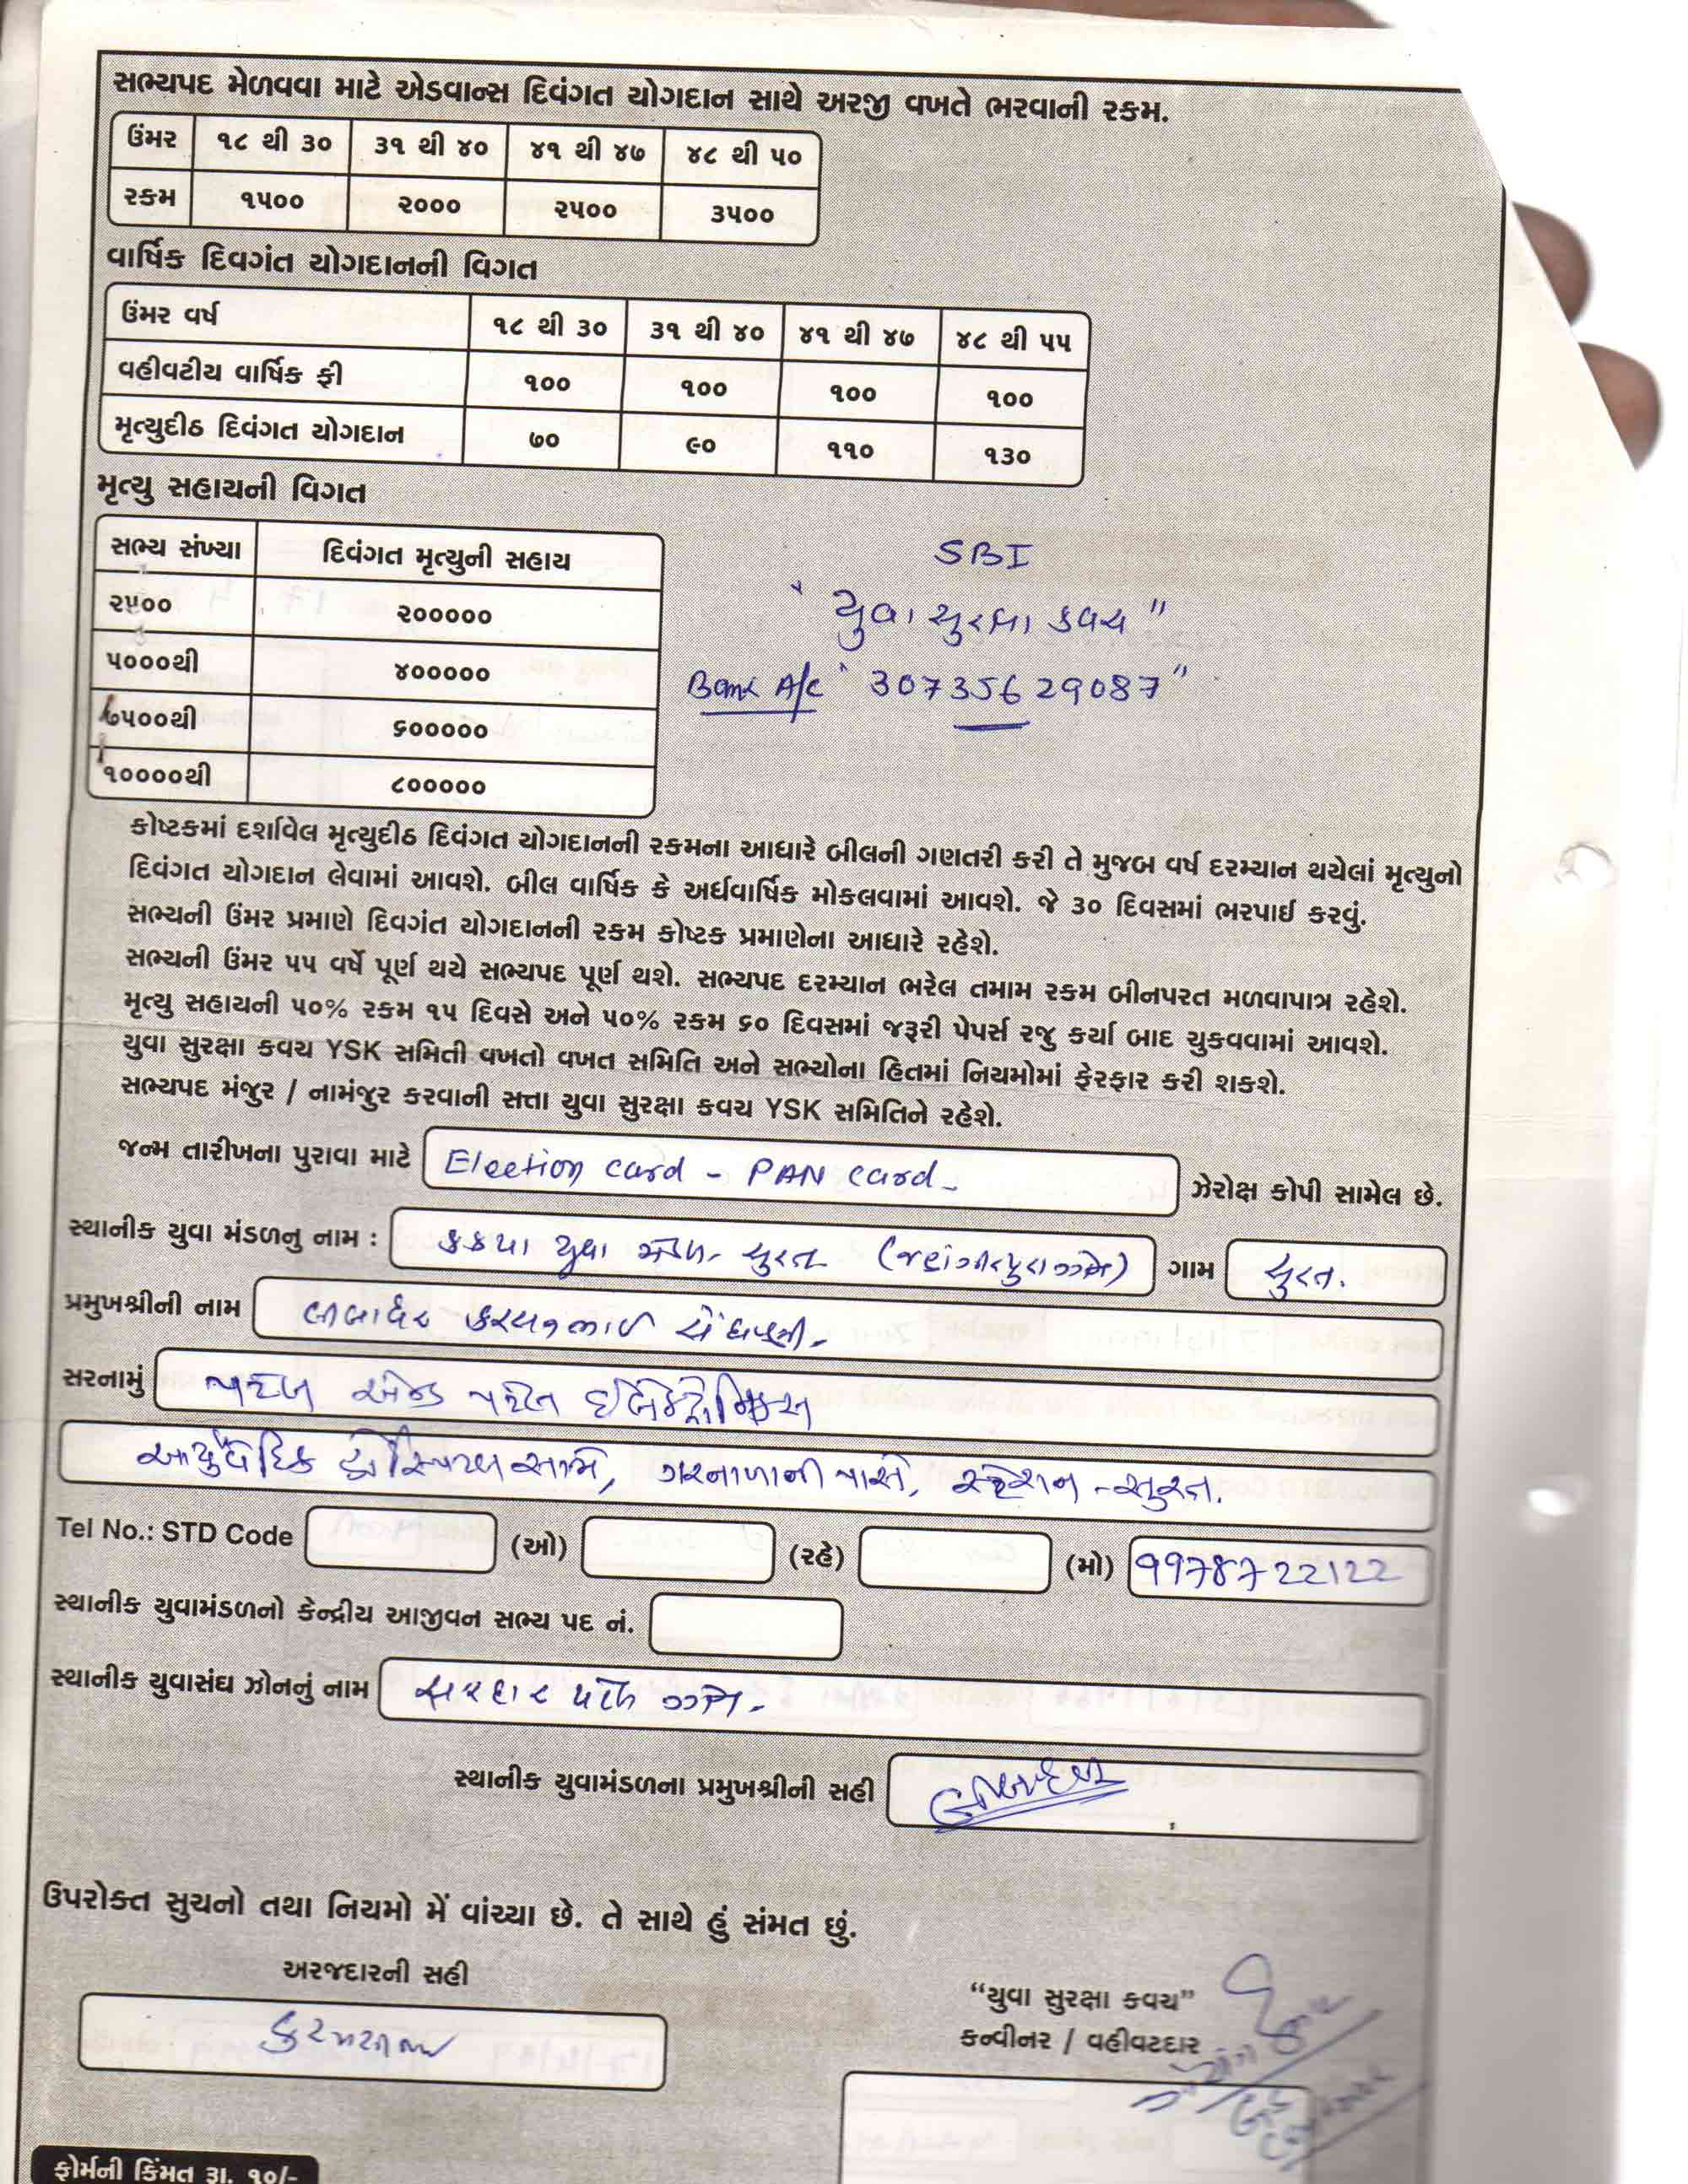 સભ્યપદ મેળવવા માટે એડવાન્સ દિવંગત યોગદાન સાથે અરજી વખતે ભરવાની રકમ.
ઉંમર ૧૮ થી ૩૦ ૩૧ થી ૪૦ ૪૧ થી ૪૭ ૪૮ થી ૫૦
રકમ ૧૫૦૦ ૨૦૦૦ ૨૫૦૦ ૩૫૦૦
વાર્ષિક દિવગંત યોગદાનની વિગત
ઉંમર વર્ષ ૧૮ થી ૩૦ ૩૧ થી ૪૦ ૪૧ થી ૪૭ ૪૮ થી ૫૫
વહીવટીય વાર્ષિક ફી ૧૦૦ ૧૦૦ ૧૦૦ ૧૦૦
મૃત્યુદીઠ દિવંગત યોગદાન ૭૦ ૯૦ ૧૧૦ ૧૩૦
મૃત્યુ સહાયની વિગત
સભ્ય સંખ્યા દિવંગત મૃત્યુની સહાય
૨૫૦૦ ૨૦૦૦૦૦
૫૦૦૦થી ૪૦૦૦૦૦
૭૫૦૦થી ૬૦૦૦૦૦
૧૦૦૦૦થી ૮૦૦૦૦૦
SBI
"યુવા સુરક્ષા કવચ"
Bank A/c "30735629087"
કોષ્ટકમાં દર્શાવેલ મૃત્યુદીઠ દિવંગત યોગદાનની રકમના આધારે બીલની ગણતરી કરી તે મુજબ વર્ષ દરમ્યાન થયેલાં મૃત્યુનો
દિવંગત યોગદાન લેવામાં આવશે. બીલ વાર્ષિક કે અર્ધવાર્ષિક મોકલવામાં આવશે. જે ૩૦ દિવસમાં ભરપાઈ કરવું.
સભ્યની ઉંમર પ્રમાણે દિવગંત યોગદાનની રકમ કોષ્ટક પ્રમાણેના આધારે રહેશે.
સભ્યની ઉંમર ૫૫ વર્ષે પૂર્ણ થયે સભ્યપદ પૂર્ણ થશે. સભ્યપદ દરમ્યાન ભરેલ તમામ રકમ બીનપરત મળવાપાત્ર રહેશે.
મૃત્યુ સહાયની ૫૦% રકમ ૧૫ દિવસે અને ૫૦% રકમ ૬૦ દિવસમાં જરૂરી પેપર્સ રજુ કર્યા બાદ ચુકવવામાં આવશે.
યુવા સુરક્ષા કવચ YSK સમિતી વખતો વખત સમિતિ અને સભ્યોના હિતમાં નિયમોમાં ફેરફાર કરી શકશે.
સભ્યપદ મંજુર / નામંજુર કરવાની સત્તા યુવા સુરક્ષા કવચ YSK સમિતિને રહેશે.
જન્મ તારીખના પુરાવા માટે Election card - PAN card - ઝેરોક્ષ કોપી સામેલ છે.
સ્થાનીક યુવા મંડળનુ નામ : યુવા મંડળ - સુરત ગામ સુરત.
પ્રમુખશ્રીની નામ કરશનભાઈ
સરનામું પટેલ એન્ડ પટેલ ઇલેક્ટ્રોનિક્સ
આયુર્વેદિક હોસ્પિટલ સામે, ગરનાળાની પાસે, સ્ટેશન - સુરત.
Tel No.: STD Code (ઓ) (રહે) (મો) 9978722122
સ્થાનીક યુવામંડળનો કેન્દ્રીય આજીવન સભ્ય પદ નં.
સ્થાનીક યુવાસંઘ ઝોનનું નામ સરદાર પટેલ ઝોન -
સ્થાનીક યુવામંડળના પ્રમુખશ્રીની સહી
ઉપરોક્ત સુચનો તથા નિયમો મેં વાંચ્યા છે. તે સાથે હું સંમત છું.
અરજદારની સહી
"યુવા સુરક્ષા કવચ"
કન્વીનર / વહીવટદાર
ફોર્મની કિંમત રૂા. ૧૦/-